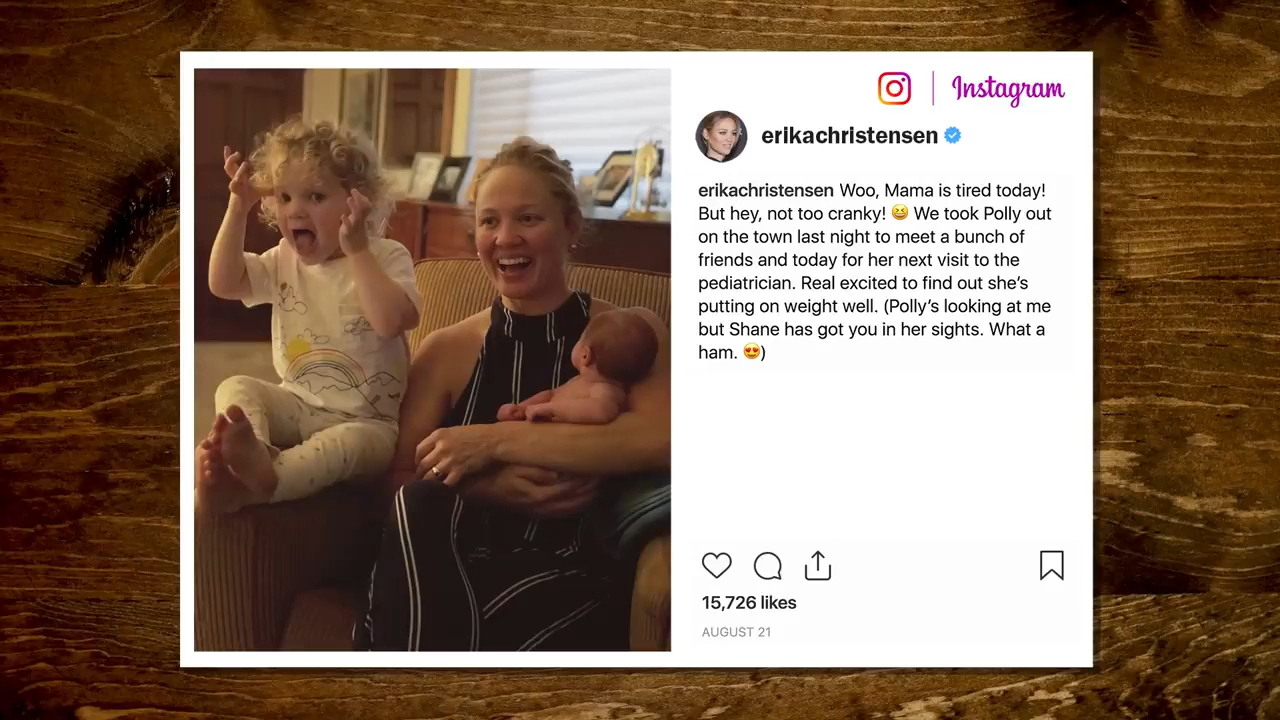 Instagram
erikachristensen
erikachristensen Woo, Mama is tired today!
But hey, not too cranky! 😆 We took Polly out
on the town last night to meet a bunch of
friends and today for her next visit to the
pediatrician. Real excited to find out she’s
putting on weight well. (Polly’s looking at me
but Shane has got you in her sights. What a
ham. 😍)
15,726 likes
AUGUST 21